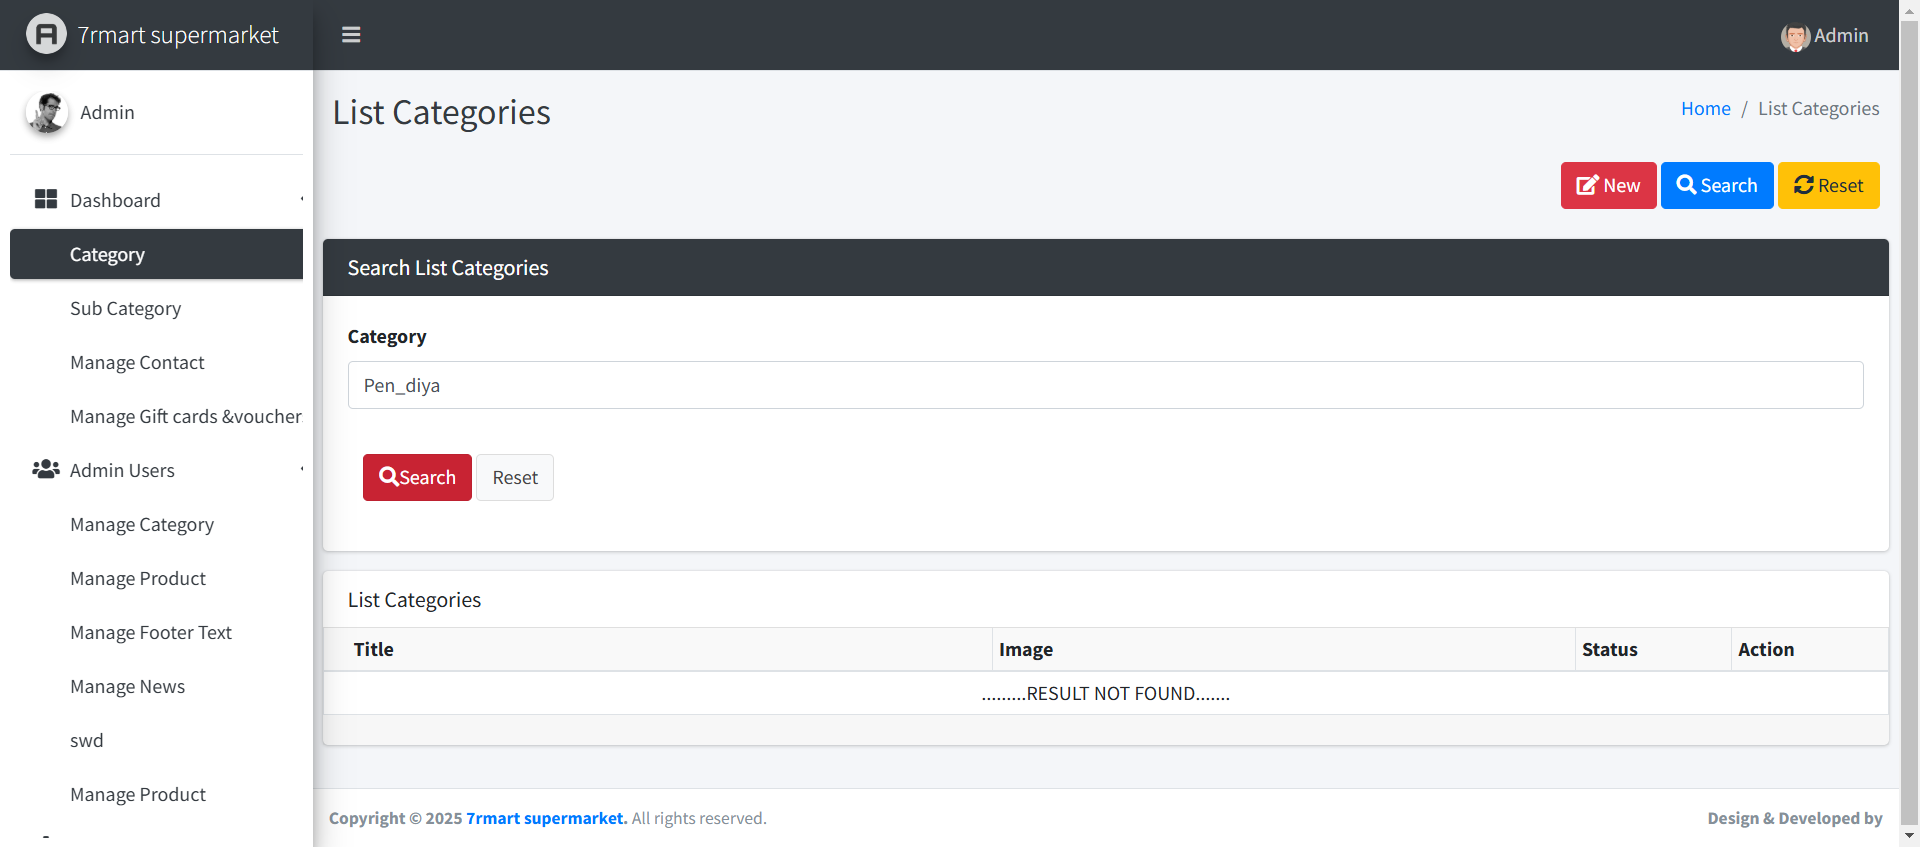 7rmart supermarket
Admin
Admin
Dashboard
Category
Sub Category
Manage Contact
Manage Gift cards &voucher
Admin Users
Manage Category
Manage Product
Manage Footer Text
Manage News
swd
Manage Product
List Categories
Home / List Categories
New
Search
Reset
Search List Categories
Category
Pen_diya
Search
Reset
List Categories
Title Image Status Action
.........RESULT NOT FOUND.......
Copyright © 2025 7rmart supermarket. All rights reserved.
Design & Developed by